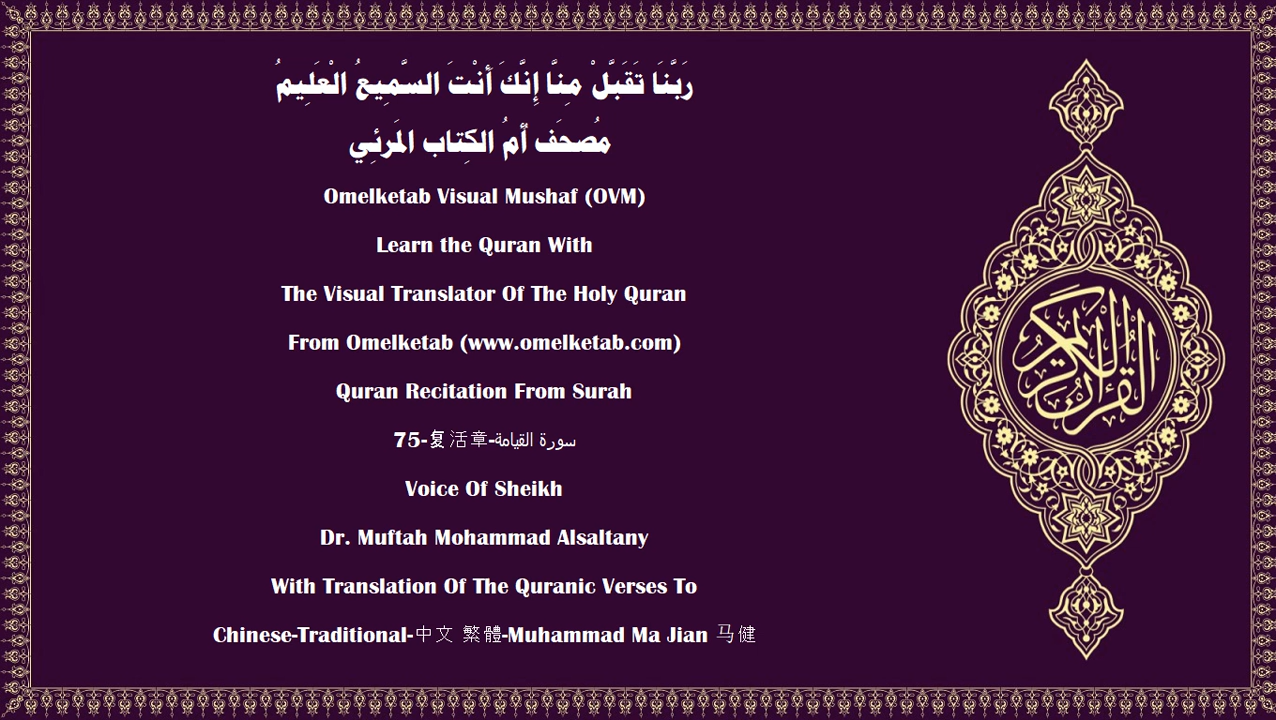 رَبَّنَا تَقَبَّلْ مِنَّا إِنَّكَ أَنْتَ السَّمِيعُ الْعَلِيمُ
مُصحَف أمُ الكِتاب المَرئِي
Omelketab Visual Mushaf (OVM)
Learn the Quran With
The Visual Translator Of The Holy Quran
From Omelketab (www.omelketab.com)
Quran Recitation From Surah
75-复活章-سورة القيامة
Voice Of Sheikh
Dr. Muftah Mohammad Alsaltany
With Translation Of The Quranic Verses To
Chinese-Traditional-中文 繁體-Muhammad Ma Jian 马健
القرآن الكريم